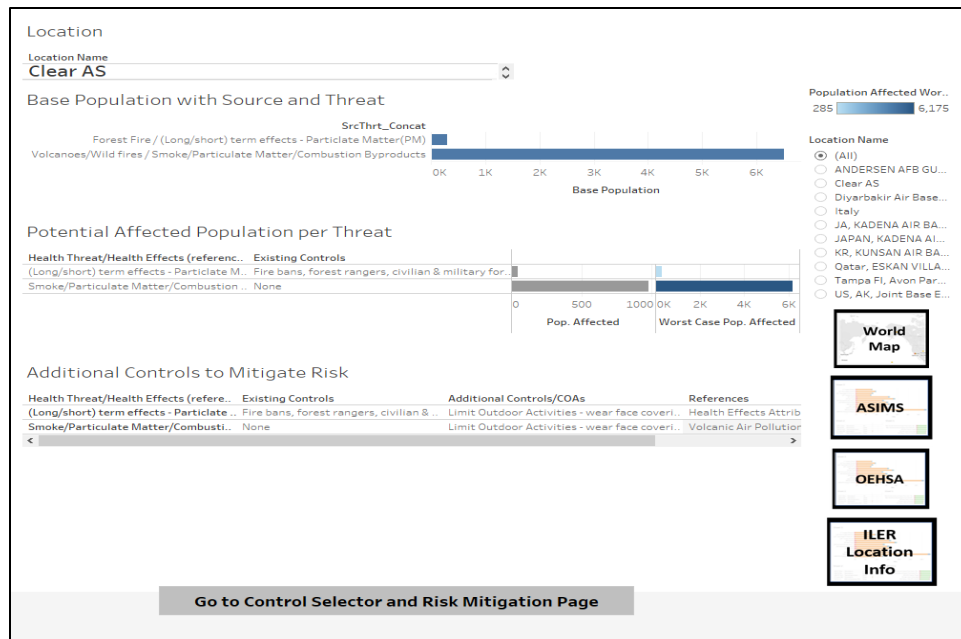 Location
Location Name
Clear AS
Base Population with Source and Threat
SrcThrt_Concat
Forest Fire / (Long/short) term effects - Particlate Matter(PM)
Volcanoes/Wild fires / Smoke/Particulate Matter/Combustion Byproducts
0K 1K 2K 3K 4K 5K 6K
Base Population
Potential Affected Population per Threat
Health Threat/Health Effects (referenc.. Existing Controls
(Long/short) term effects - Particlate M.. Fire bans, forest rangers, civilian & military for..
Smoke/Particulate Matter/Combustion .. None
0 500 1000 0K 2K 4K 6K
Pop. Affected Worst Case Pop. Affected
Additional Controls to Mitigate Risk
Health Threat/Health Effects (refere.. Existing Controls Additional Controls/COAs References
(Long/short) term effects - Particlate .. Fire bans, forest rangers, civilian & .. Limit Outdoor Activities - wear face coveri.. Health Effects Attrib
Smoke/Particulate Matter/Combusti.. None Limit Outdoor Activities - wear face coveri.. Volcanic Air Pollution
Population Affected Wor..
285 6,175
Location Name
(All)
ANDERSEN AFB GU...
Clear AS
Diyarbakir Air Base...
Italy
JA, KADENA AIR BA...
JAPAN, KADENA AI...
KR, KUNSAN AIR BA...
Qatar, ESKAN VILLA...
Tampa Fl, Avon Par...
US, AK, Joint Base E...
World
Map
ASIMS
OEHSA
ILER
Location
Info
Go to Control Selector and Risk Mitigation Page